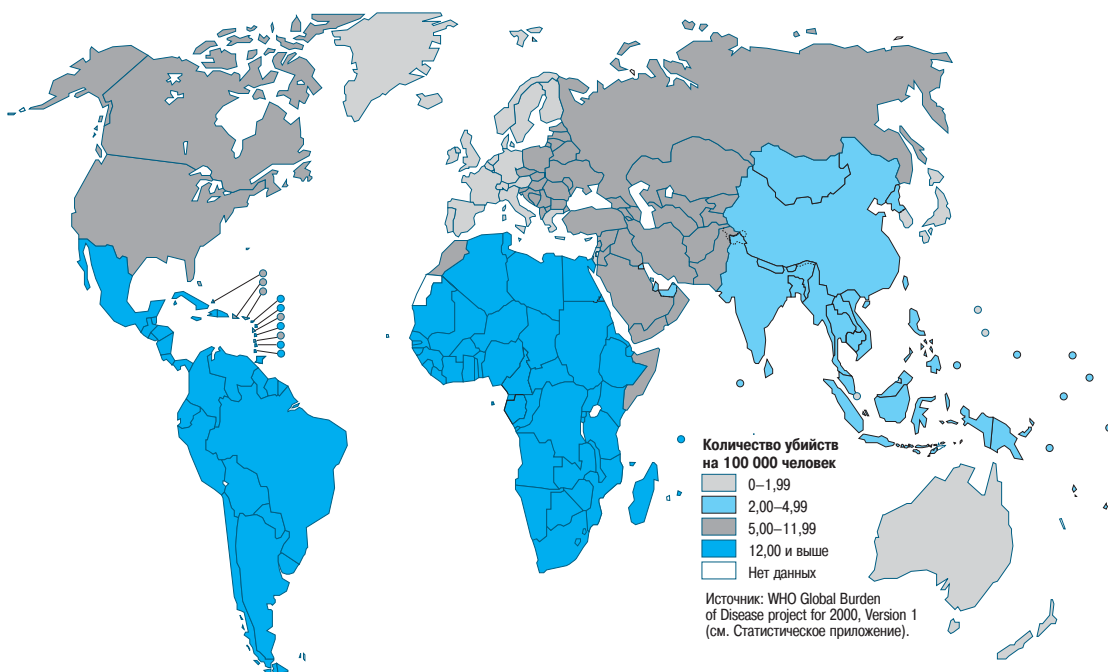 Количество убийств
на 100 000 человек
0–1,99
2,00–4,99
5,00–11,99
12,00 и выше
Нет данных
Источник: WHO Global Burden
of Disease project for 2000, Version 1
(см. Статистическое приложение).